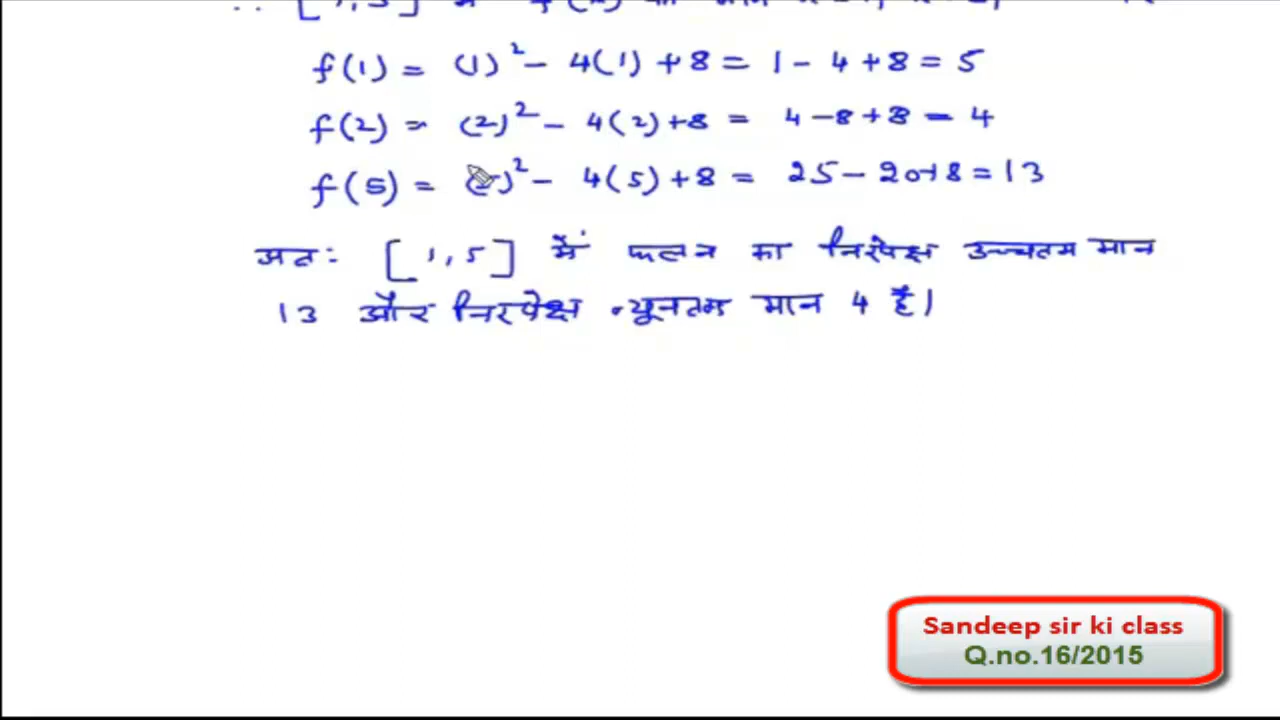 f(1) = (1)² - 4(1) + 8 = 1 - 4 + 8 = 5
f(2) = (2)² - 4(2) + 8 = 4 - 8 + 8 = 4
f(5) = ( )² - 4(5) + 8 = 25 - 20 + 8 = 13
अतः [1, 5] में फलन का निरपेक्ष उच्चतम मान
13 और निरपेक्ष न्यूनतम मान 4 है।
Sandeep sir ki class
Q.no.16/2015